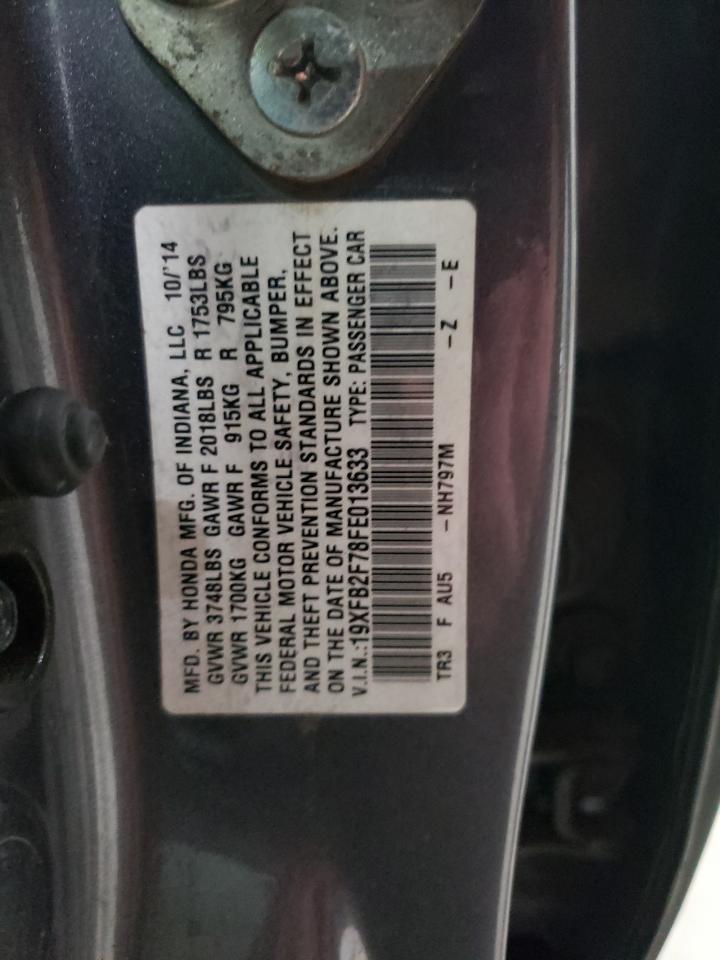 MFD. BY HONDA MFG. OF INDIANA, LLC 10/'14
GVWR 3748LBS GAWR F 2018LBS R 1753LBS
GVWR 1700KG GAWR F 915KG R 795KG
THIS VEHICLE CONFORMS TO ALL APPLICABLE
FEDERAL MOTOR VEHICLE SAFETY, BUMPER,
AND THEFT PREVENTION STANDARDS IN EFFECT
ON THE DATE OF MANUFACTURE SHOWN ABOVE.
V.I.N.:19XFB2F78FE013633 TYPE: PASSENGER CAR
TR3 F AU5 -NH797M -Z -E